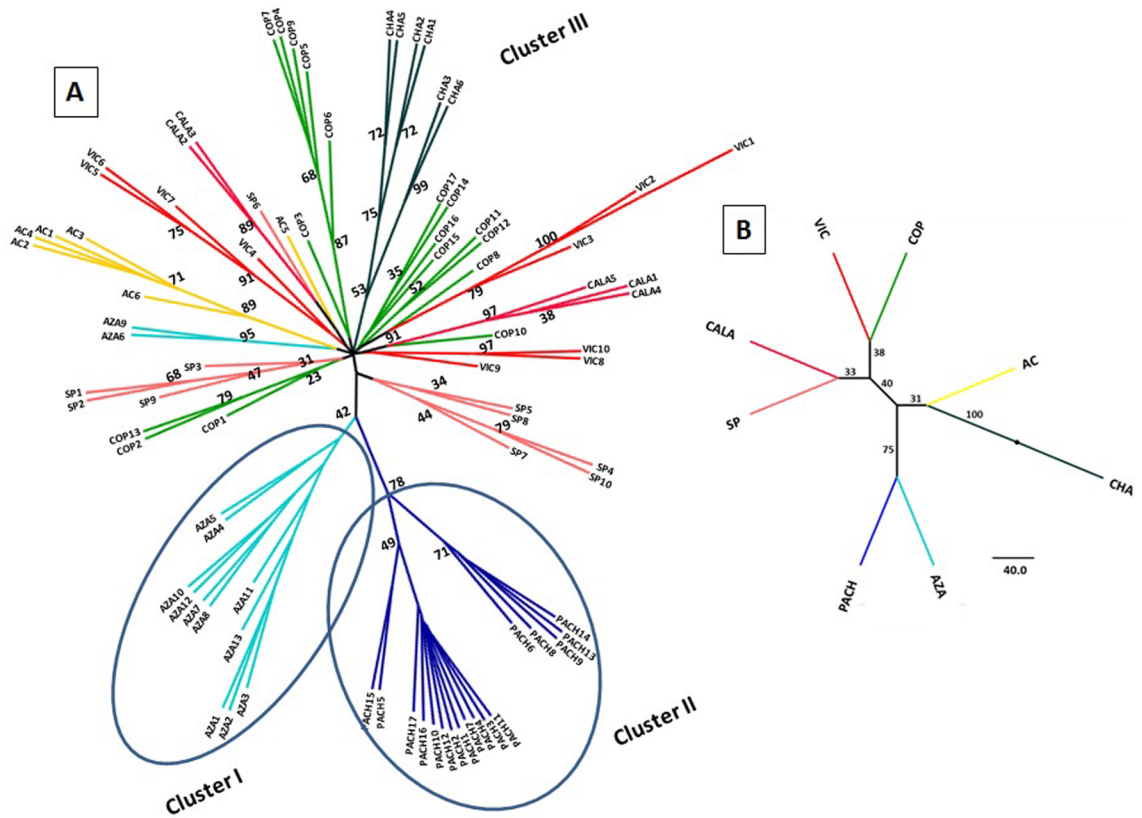 A
Cluster III
COP7
COP4
COP9
COP5
COP6
CHA4
CHA5
CHA2
CHA1
CHA3
CHA6
72
72
99
75
53
68
87
CALA3
CALA2
89
SP6
AC5
COP3
VIC6
VIC5
VIC7
75
VIC4
91
AC4
AC1
AC2
AC3
71
AC6
89
AZA9
AZA6
95
SP3
31
68
47
SP1
SP2
SP9
23
79
COP13
COP2
COP1
COP17
COP14
COP16
COP15
COP11
COP12
COP8
35
52
VIC1
VIC2
VIC3
100
79
CALA5
CALA1
CALA4
97
38
91
COP10
97
VIC10
VIC8
VIC9
34
SP5
SP8
44
79
SP7
SP4
SP10
42
78
49
71
AZA5
AZA4
AZA10
AZA12
AZA7
AZA8
AZA11
AZA13
AZA1
AZA2
AZA3
Cluster I
PACH14
PACH13
PACH9
PACH8
PACH6
PACH15
PACH5
PACH17
PACH16
PACH10
PACH12
PACH2
PACH1
PACH7
PACH4
PACH3
PACH11
Cluster II
B
VIC
COP
CALA
SP
AC
CHA
PACH
AZA
38
33
40
31
100
75
40.0